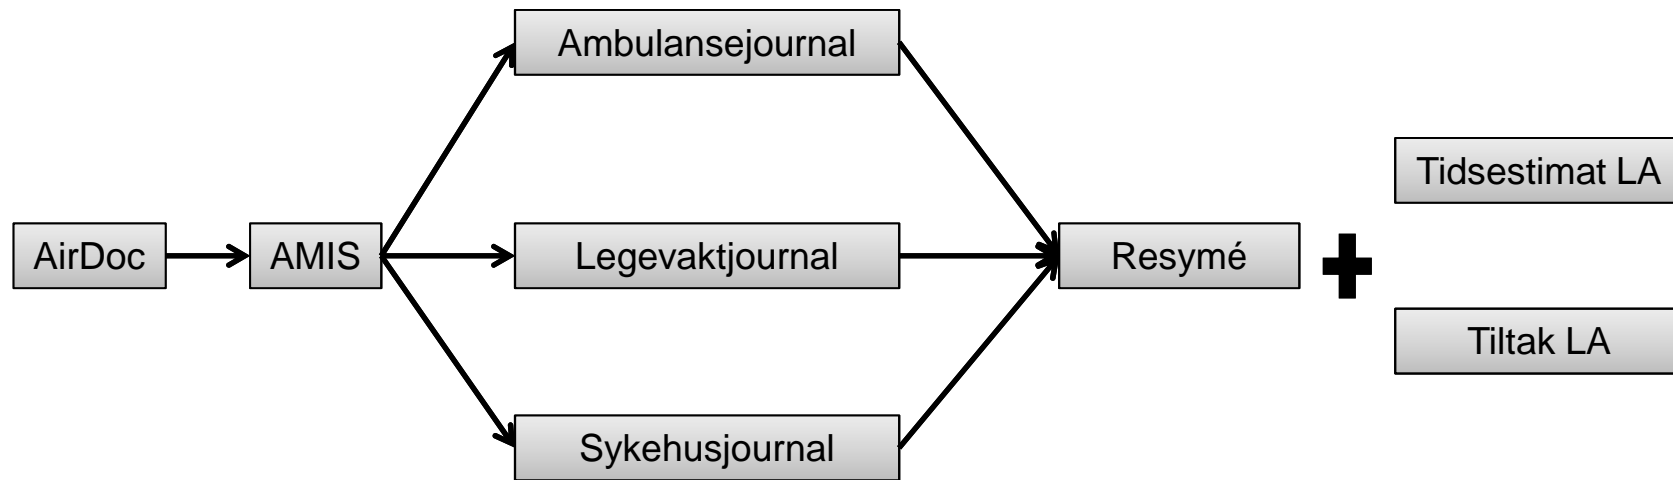 AirDoc
AMIS
Ambulansejournal
Legevaktjournal
Sykehusjournal
Resymé
Tidsestimat LA
Tiltak LA